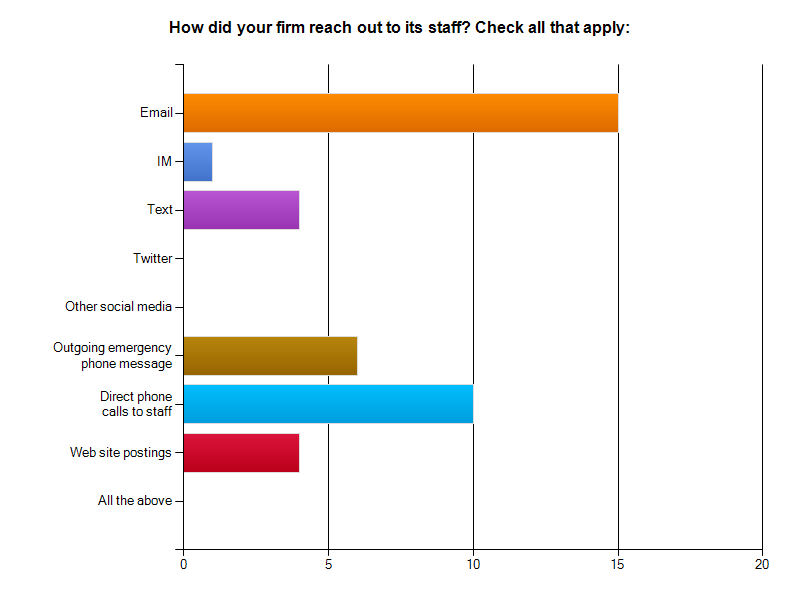 How did your firm reach out to its staff? Check all that apply:
Email
IM
Text
Twitter
Other social media
Outgoing emergency
phone message
Direct phone
calls to staff
Web site postings
All the above
0 5 10 15 20